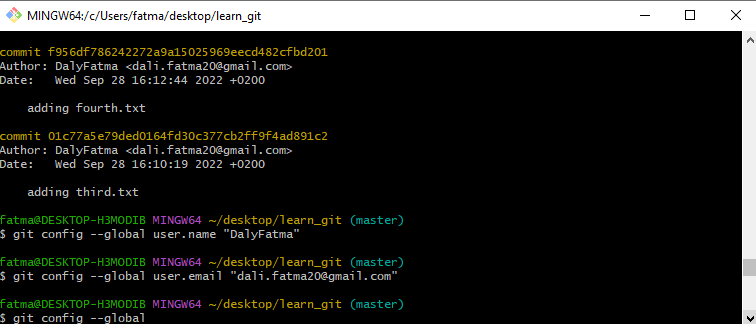 MINGW64:/c/Users/fatma/desktop/learn_git
commit f956df786242272a9a15025969eecd482cfbd201
Author: DalyFatma <dali.fatma20@gmail.com>
Date:   Wed Sep 28 16:12:44 2022 +0200
    adding fourth.txt
commit 01c77a5e79ded0164fd30c377cb2ff9f4ad891c2
Author: DalyFatma <dali.fatma20@gmail.com>
Date:   Wed Sep 28 16:10:19 2022 +0200
    adding third.txt
fatma@DESKTOP-H3MODIB MINGW64 ~/desktop/learn_git (master)
$ git config --global user.name "DalyFatma"
fatma@DESKTOP-H3MODIB MINGW64 ~/desktop/learn_git (master)
$ git config --global user.email "dali.fatma20@gmail.com"
fatma@DESKTOP-H3MODIB MINGW64 ~/desktop/learn_git (master)
$ git config --global